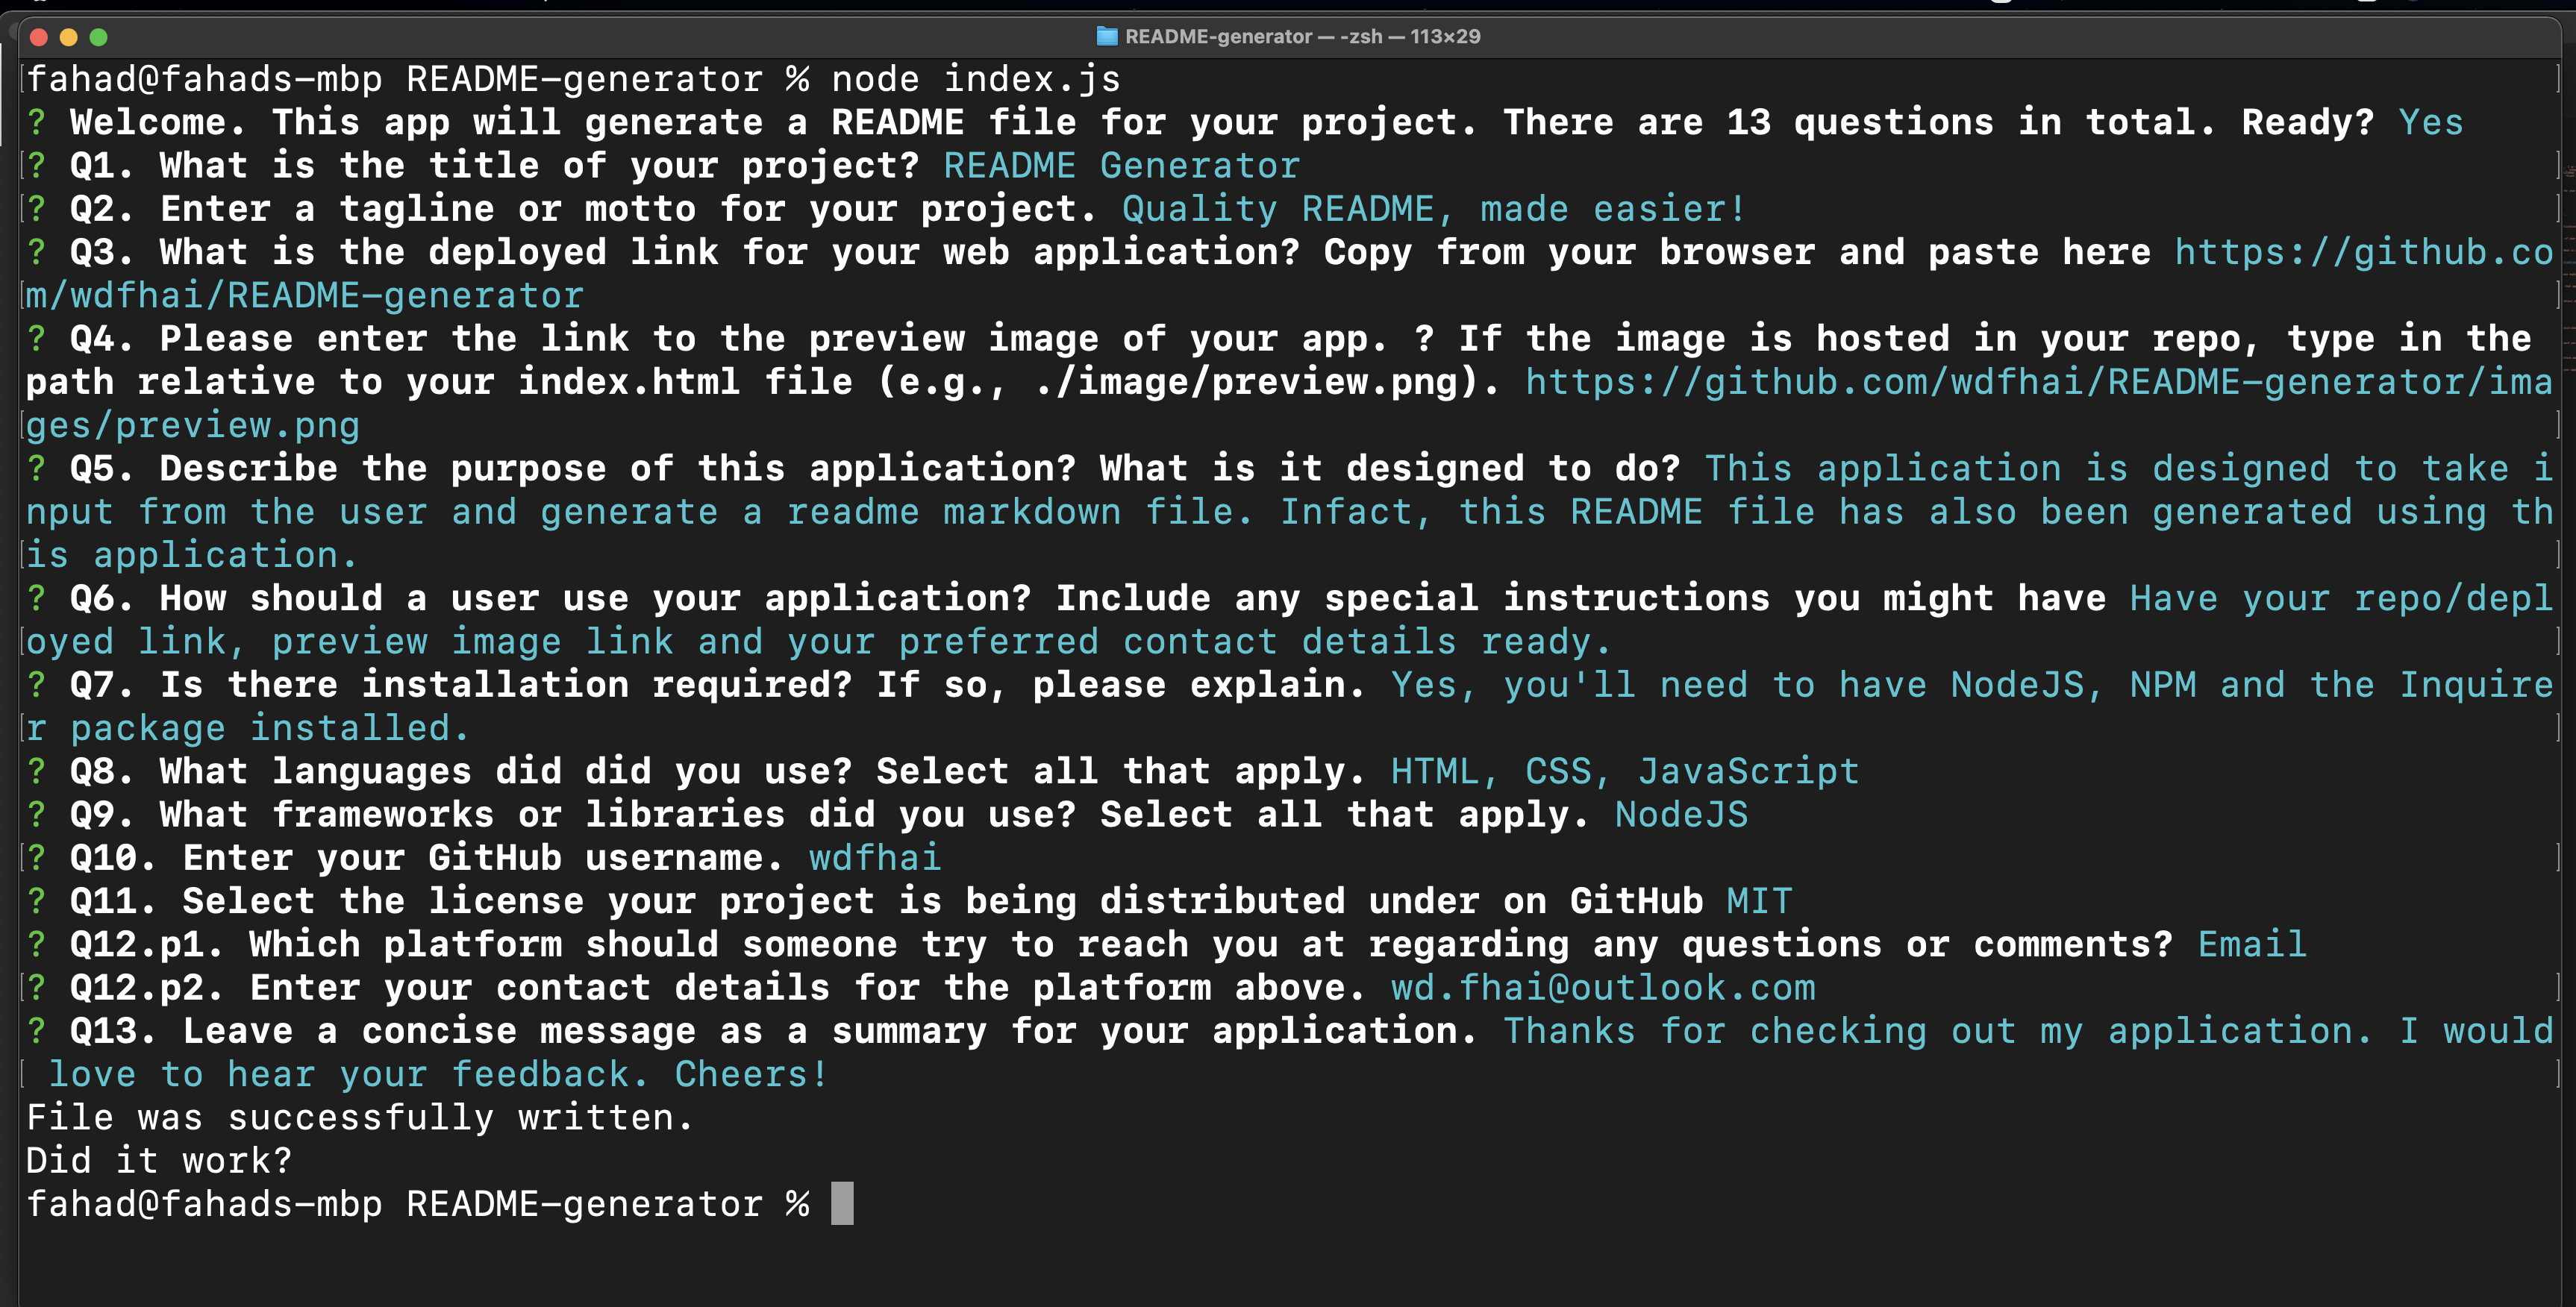 README-generator — -zsh — 113×29
fahad@fahads-mbp README-generator % node index.js
? Welcome. This app will generate a README file for your project. There are 13 questions in total. Ready? Yes
? Q1. What is the title of your project? README Generator
? Q2. Enter a tagline or motto for your project. Quality README, made easier!
? Q3. What is the deployed link for your web application? Copy from your browser and paste here https://github.co
m/wdfhai/README-generator
? Q4. Please enter the link to the preview image of your app. ? If the image is hosted in your repo, type in the
path relative to your index.html file (e.g., ./image/preview.png). https://github.com/wdfhai/README-generator/ima
ges/preview.png
? Q5. Describe the purpose of this application? What is it designed to do? This application is designed to take i
nput from the user and generate a readme markdown file. Infact, this README file has also been generated using th
is application.
? Q6. How should a user use your application? Include any special instructions you might have Have your repo/depl
oyed link, preview image link and your preferred contact details ready.
? Q7. Is there installation required? If so, please explain. Yes, you'll need to have NodeJS, NPM and the Inquire
r package installed.
? Q8. What languages did did you use? Select all that apply. HTML, CSS, JavaScript
? Q9. What frameworks or libraries did you use? Select all that apply. NodeJS
? Q10. Enter your GitHub username. wdfhai
? Q11. Select the license your project is being distributed under on GitHub MIT
? Q12.p1. Which platform should someone try to reach you at regarding any questions or comments? Email
? Q12.p2. Enter your contact details for the platform above. wd.fhai@outlook.com
? Q13. Leave a concise message as a summary for your application. Thanks for checking out my application. I would
love to hear your feedback. Cheers!
File was successfully written.
Did it work?
fahad@fahads-mbp README-generator %